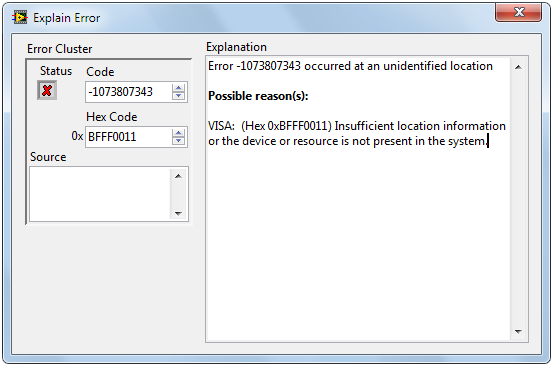 Explain Error
Error Cluster
Status
Code
-1073807343
Hex Code
0x
BFFF0011
Source
Explanation
Error -1073807343 occurred at an unidentified location
Possible reason(s):
VISA:  (Hex 0xBFFF0011) Insufficient location information
or the device or resource is not present in the system.